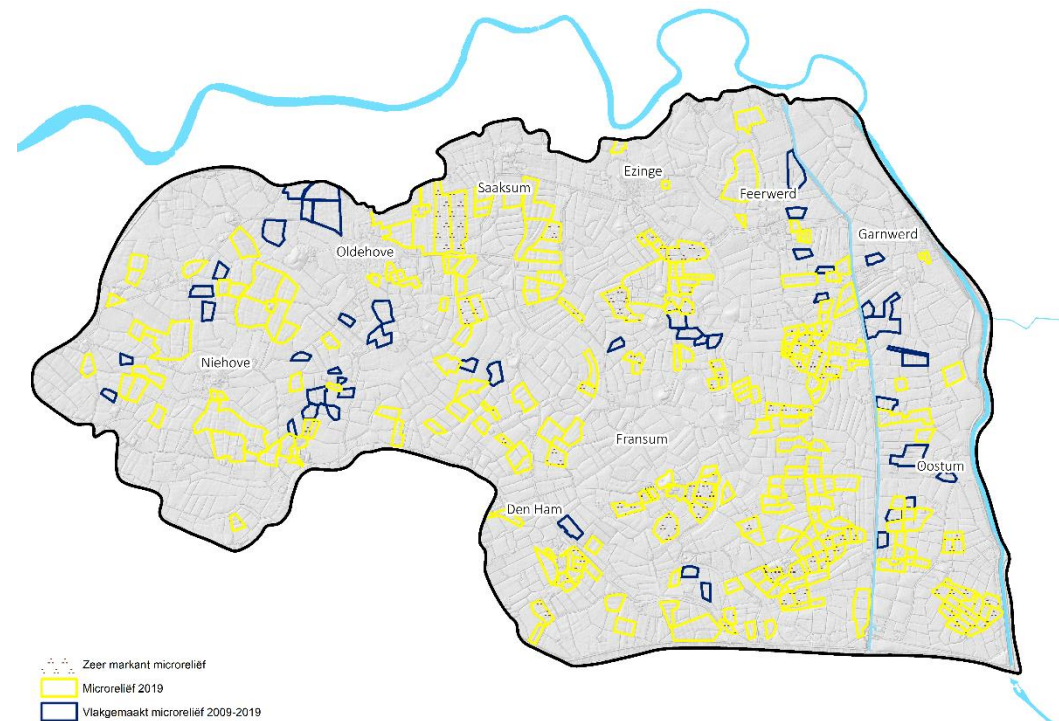 Ezinge
Saaksum
Feerwerd
Garnwerd
Oldehove
Niehove
Fransum
Oostum
Den Ham
Zeer markant microreliëf
Microreliëf 2019
Vlakgemaakt microreliëf 2009-2019